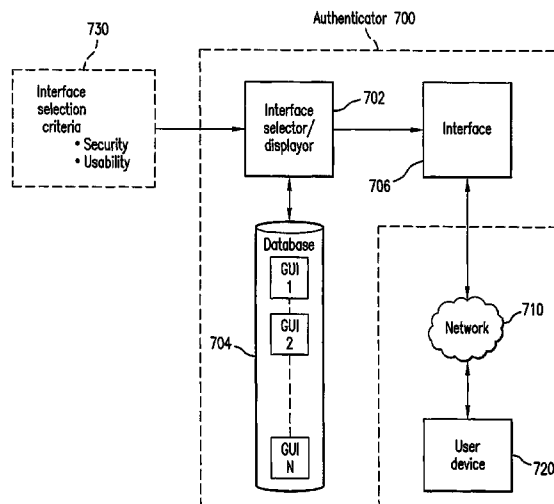 730
Authenticator 700
Interface
selection
criteria
• Security
• Usability
Interface
selector/
displayor
702
Interface
706
Database
GUI
1
GUI
2
GUI
N
704
Network
710
User
device
720